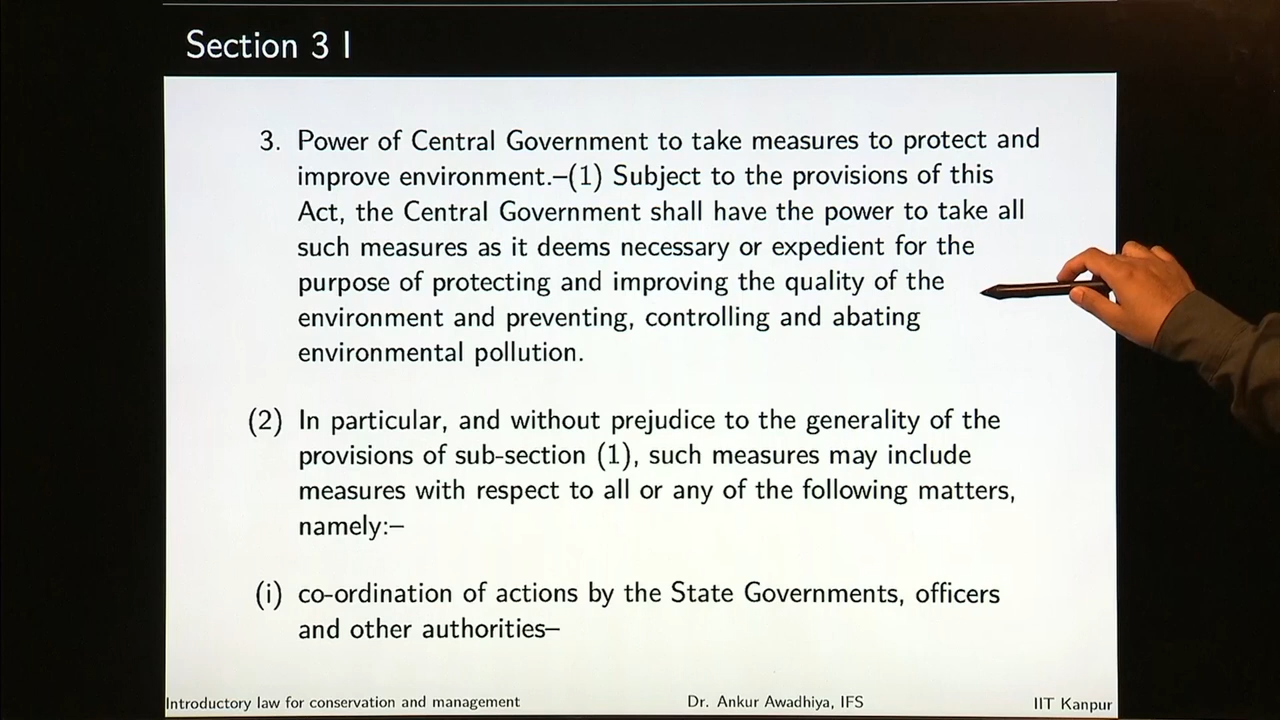 Section 3 I
3. Power of Central Government to take measures to protect and
improve environment.–(1) Subject to the provisions of this
Act, the Central Government shall have the power to take all
such measures as it deems necessary or expedient for the
purpose of protecting and improving the quality of the
environment and preventing, controlling and abating
environmental pollution.
(2) In particular, and without prejudice to the generality of the
provisions of sub-section (1), such measures may include
measures with respect to all or any of the following matters,
namely:–
(i) co-ordination of actions by the State Governments, officers
and other authorities–
Introductory law for conservation and management Dr. Ankur Awadhiya, IFS IIT Kanpur